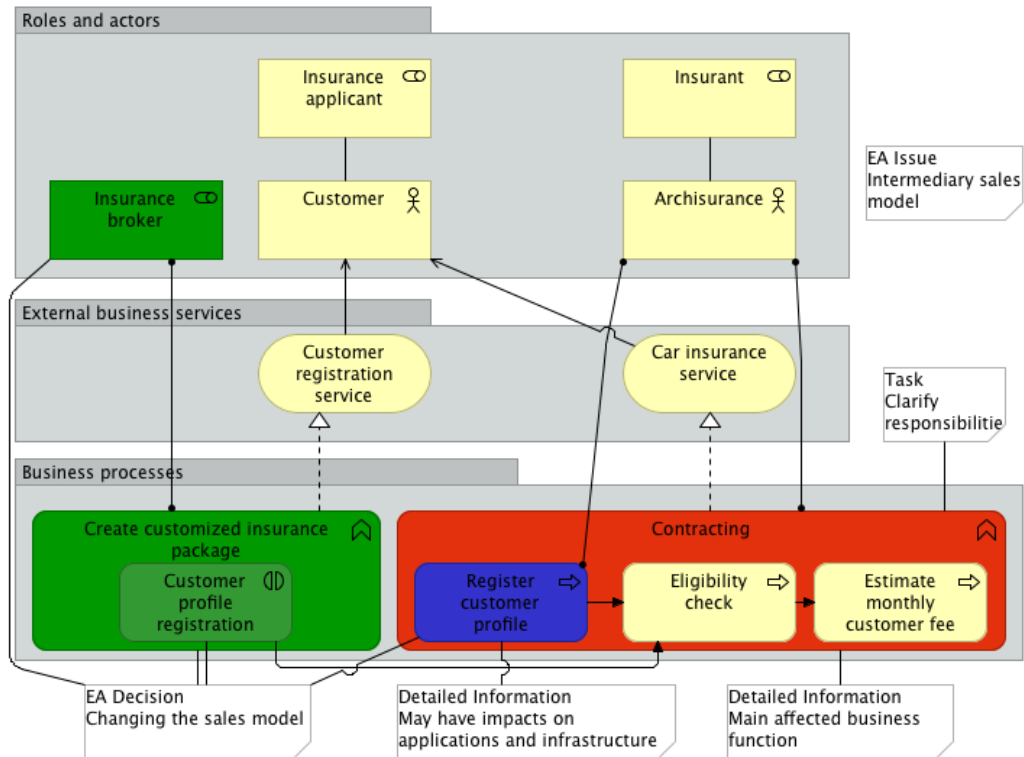 Roles and actors
Insurance
applicant
Insurant
EA Issue
Intermediary sales
model
Insurance
broker
Customer
Archisurance
External business services
Customer
registration
service
Car insurance
service
Task
Clarify
responsibilitie
Business processes
Create customized insurance
package
Contracting
Customer
profile
registration
Register
customer
profile
Eligibility
check
Estimate
monthly
customer fee
EA Decision
Changing the sales model
Detailed Information
May have impacts on
applications and infrastructure
Detailed Information
Main affected business
function